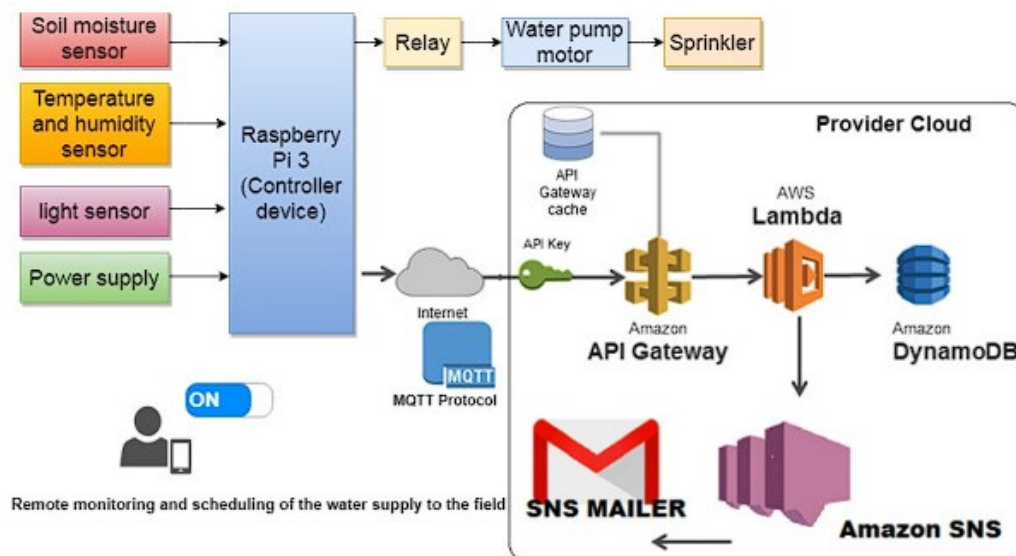 Soil moisture
sensor
Relay
Water pump
motor
Sprinkler
Temperature
and humidity
sensor
Raspberry
Pi 3
(Controller
device)
light sensor
Power supply
Provider Cloud
API
Gateway
cache
AWS
Lambda
API Key
Internet
Amazon
API Gateway
Amazon
DynamoDB
MQTT
MQTT Protocol
ON
Remote monitoring and scheduling of the water supply to the field
SNS MAILER
Amazon SNS